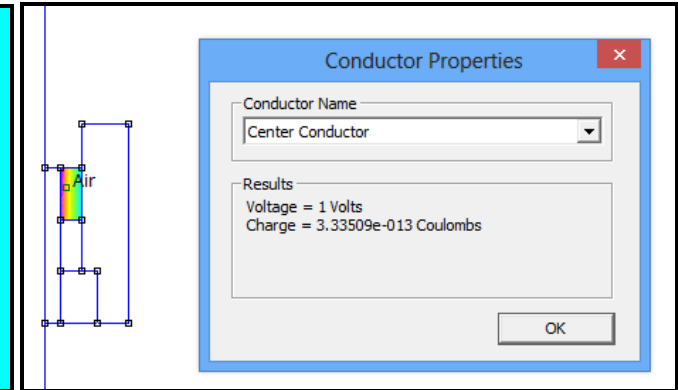 Air
Conductor Properties
Conductor Name
Center Conductor
Results
Voltage = 1 Volts
Charge = 3.33509e-013 Coulombs
OK